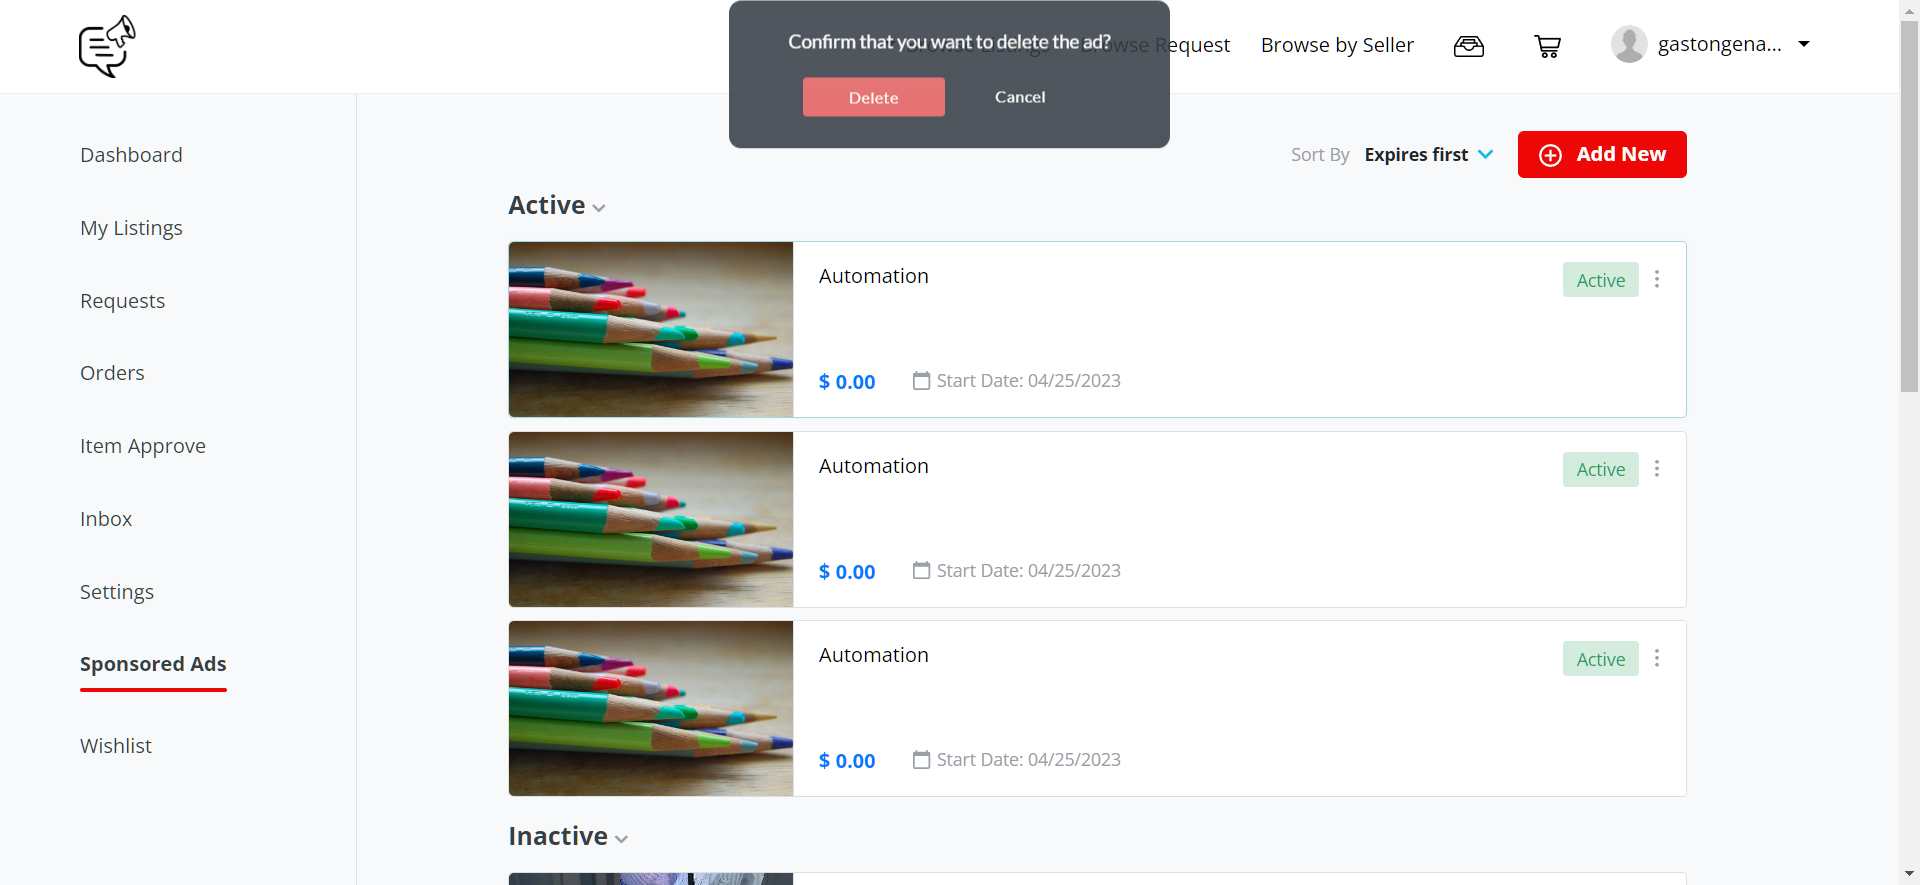 Confirm that you want to delete the ad?
Delete
Cancel
Request
Browse by Seller
gastongena...
Dashboard
My Listings
Requests
Orders
Item Approve
Inbox
Settings
Sponsored Ads
Wishlist
Sort By Expires first
Add New
Active
Automation
Active
$ 0.00
Start Date: 04/25/2023
Automation
Active
$ 0.00
Start Date: 04/25/2023
Automation
Active
$ 0.00
Start Date: 04/25/2023
Inactive